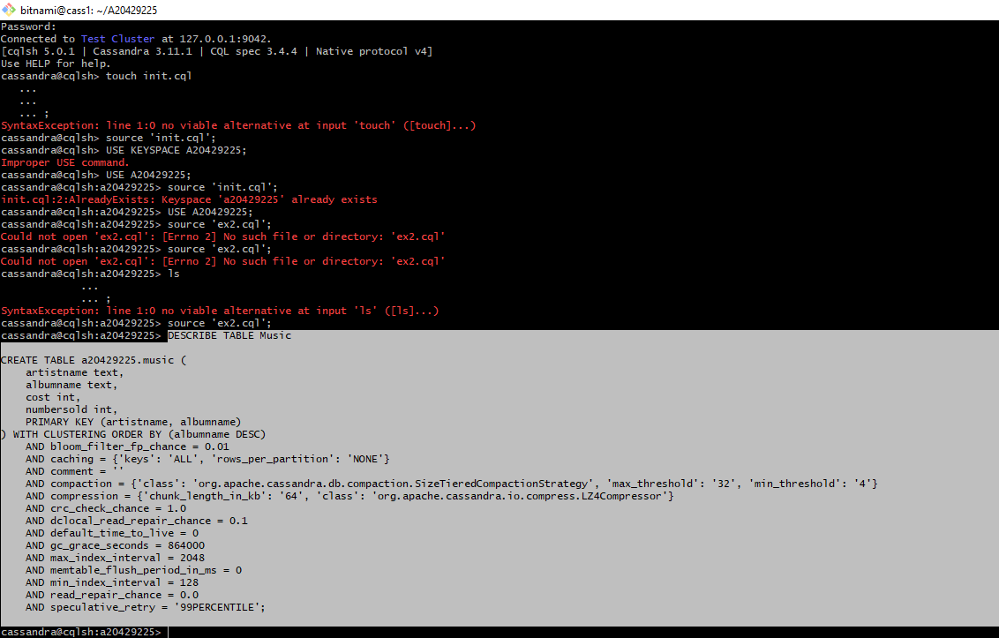 bitnami@cass1: ~/A20429225
Password:
Connected to Test Cluster at 127.0.0.1:9042.
[cqlsh 5.0.1 | Cassandra 3.11.1 | CQL spec 3.4.4 | Native protocol v4]
Use HELP for help.
cassandra@cqlsh> touch init.cql
   ...
   ...
   ... ;
SyntaxException: line 1:0 no viable alternative at input 'touch' ([touch]...)
cassandra@cqlsh> source 'init.cql';
cassandra@cqlsh> USE KEYSPACE A20429225;
Improper USE command.
cassandra@cqlsh> USE A20429225;
cassandra@cqlsh:a20429225> source 'init.cql';
init.cql:2:AlreadyExists: Keyspace 'a20429225' already exists
cassandra@cqlsh:a20429225> USE A20429225;
cassandra@cqlsh:a20429225> source 'ex2.cql';
Could not open 'ex2.cql': [Errno 2] No such file or directory: 'ex2.cql'
cassandra@cqlsh:a20429225> source 'ex2.cql';
Could not open 'ex2.cql': [Errno 2] No such file or directory: 'ex2.cql'
cassandra@cqlsh:a20429225> ls
             ...
             ... ;
SyntaxException: line 1:0 no viable alternative at input 'ls' ([ls]...)
cassandra@cqlsh:a20429225> source 'ex2.cql';
cassandra@cqlsh:a20429225> DESCRIBE TABLE Music
CREATE TABLE a20429225.music (
    artistname text,
    albumname text,
    cost int,
    numbersold int,
    PRIMARY KEY (artistname, albumname)
) WITH CLUSTERING ORDER BY (albumname DESC)
    AND bloom_filter_fp_chance = 0.01
    AND caching = {'keys': 'ALL', 'rows_per_partition': 'NONE'}
    AND comment = ''
    AND compaction = {'class': 'org.apache.cassandra.db.compaction.SizeTieredCompactionStrategy', 'max_threshold': '32', 'min_threshold': '4'}
    AND compression = {'chunk_length_in_kb': '64', 'class': 'org.apache.cassandra.io.compress.LZ4Compressor'}
    AND crc_check_chance = 1.0
    AND dclocal_read_repair_chance = 0.1
    AND default_time_to_live = 0
    AND gc_grace_seconds = 864000
    AND max_index_interval = 2048
    AND memtable_flush_period_in_ms = 0
    AND min_index_interval = 128
    AND read_repair_chance = 0.0
    AND speculative_retry = '99PERCENTILE';
cassandra@cqlsh:a20429225>